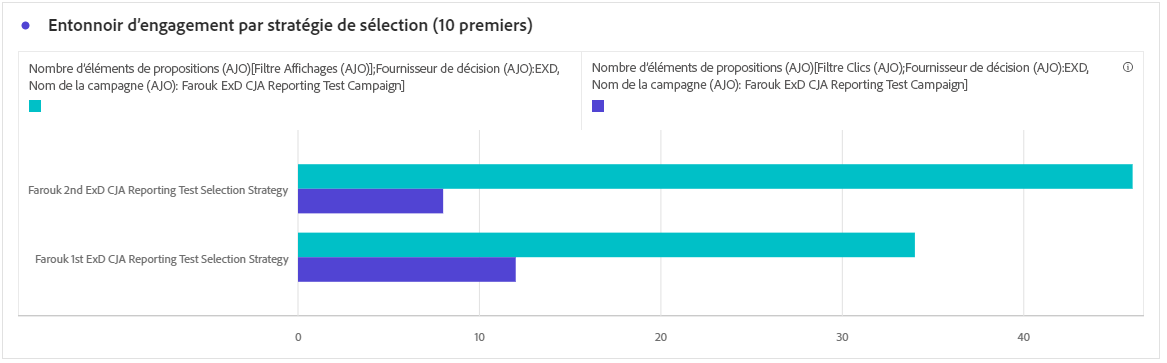 Entonnoir d'engagement par stratégie de sélection (10 premiers)
Nombre d'éléments de propositions (AJO)[Filtre Affichages (AJO)];Fournisseur de décision (AJO):EXD,
Nom de la campagne (AJO): Farouk ExD CJA Reporting Test Campaign]
Nombre d'éléments de propositions (AJO)[Filtre Clics (AJO);Fournisseur de décision (AJO):EXD,
Nom de la campagne (AJO): Farouk ExD CJA Reporting Test Campaign]
Farouk 2nd ExD CJA Reporting Test Selection Strategy
Farouk 1st ExD CJA Reporting Test Selection Strategy
0 10 20 30 40